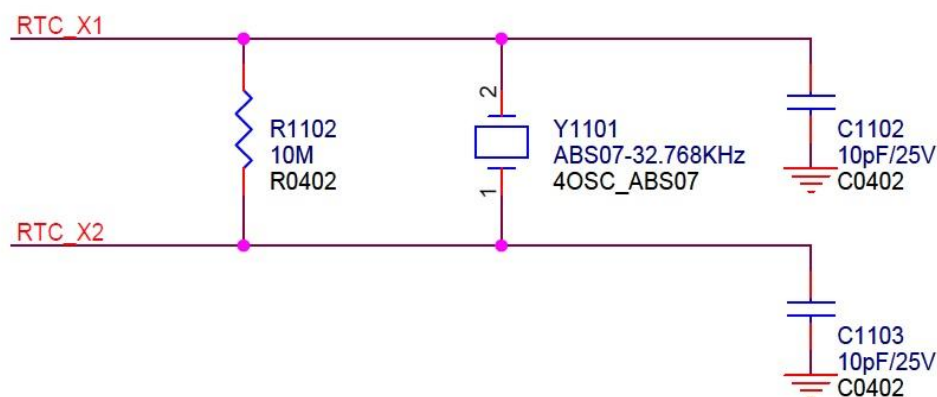 RTC_X1
R1102
10M
R0402
2
1
Y1101
ABS07-32.768KHz
4OSC_ABS07
C1102
10pF/25V
C0402
RTC_X2
C1103
10pF/25V
C0402